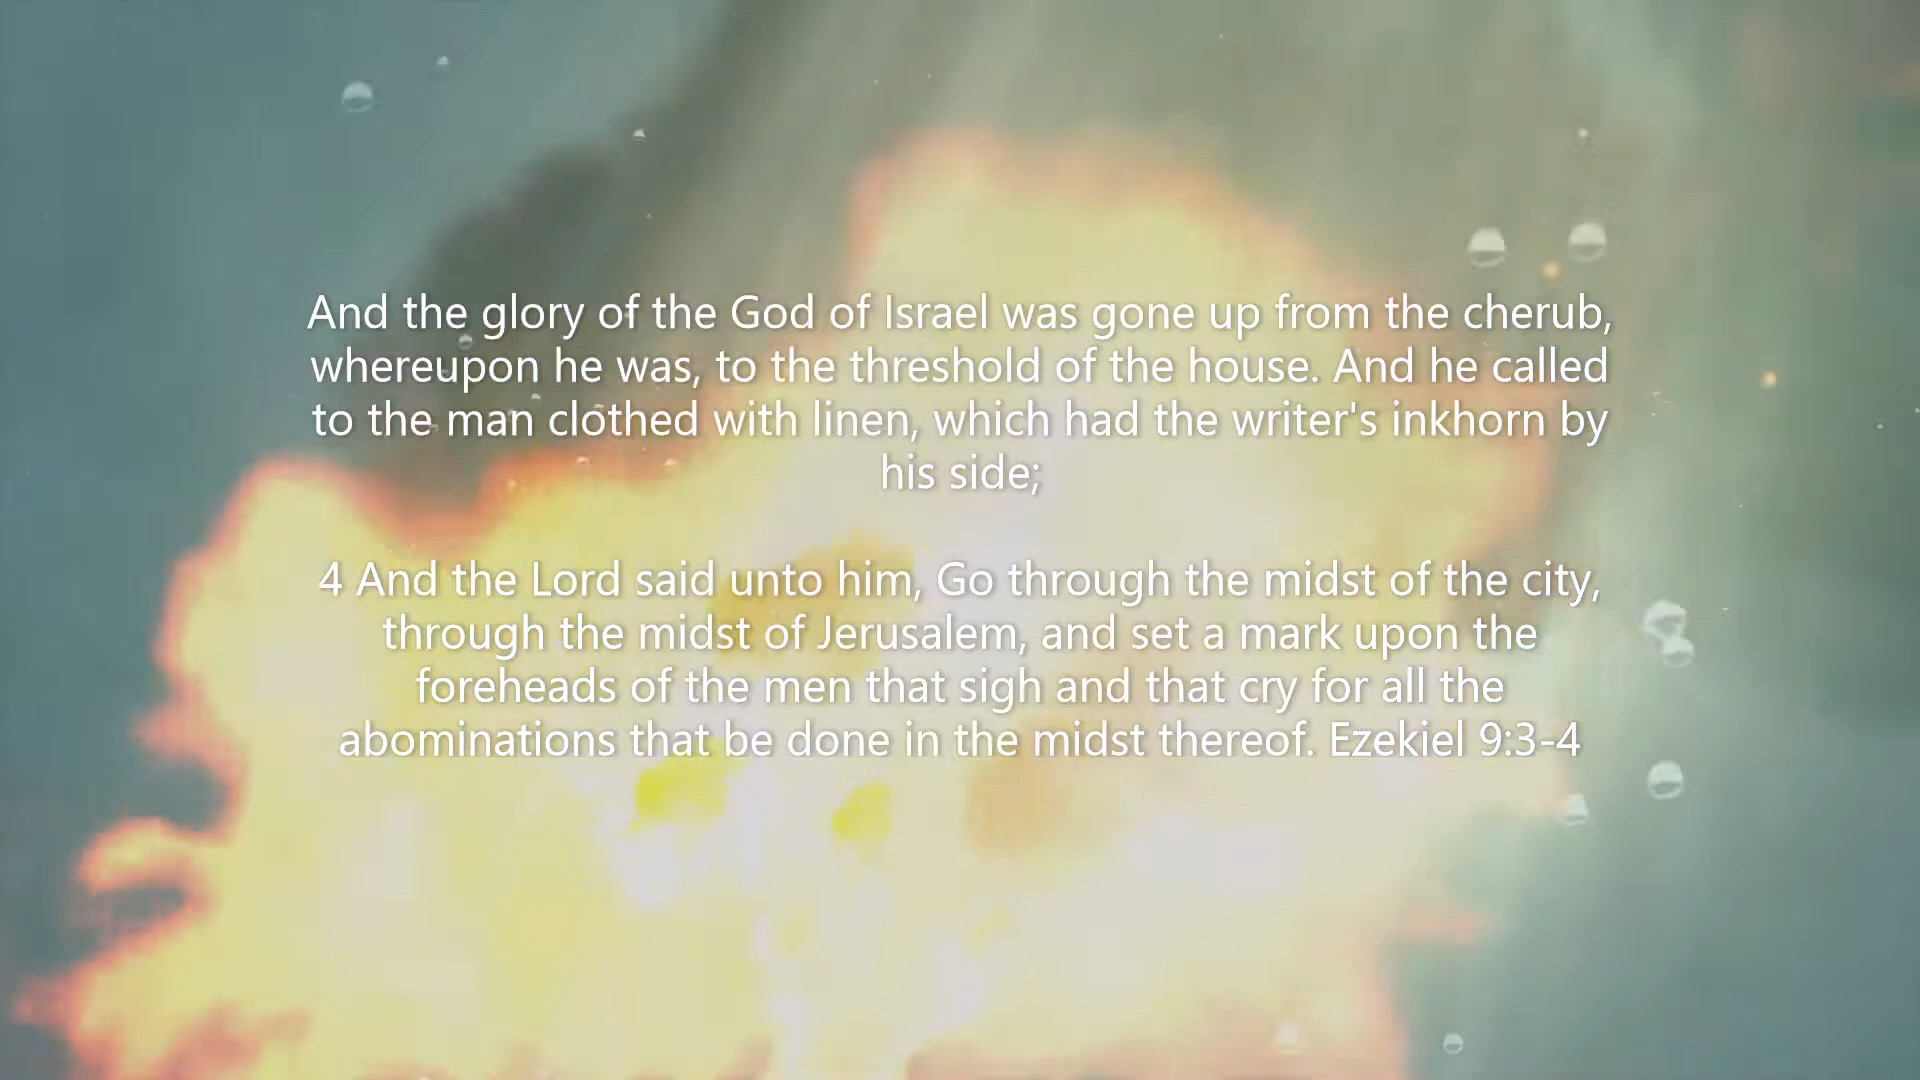 And the glory of the God of Israel was gone up from the cherub,
whereupon he was, to the threshold of the house. And he called
to the man clothed with linen, which had the writer's inkhorn by
his side;
4 And the Lord said unto him, Go through the midst of the city,
through the midst of Jerusalem, and set a mark upon the
foreheads of the men that sigh and that cry for all the
abominations that be done in the midst thereof. Ezekiel 9:3-4